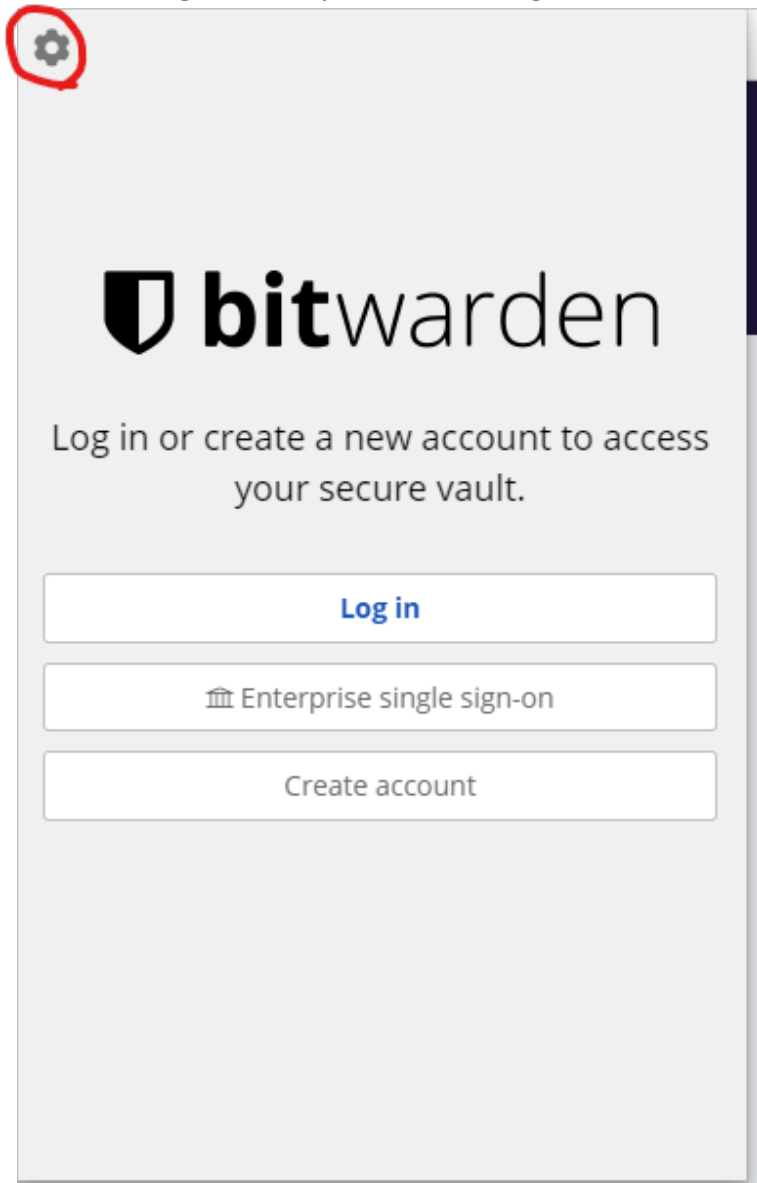 bitwarden
Log in or create a new account to access
your secure vault.
Log in
Enterprise single sign-on
Create account